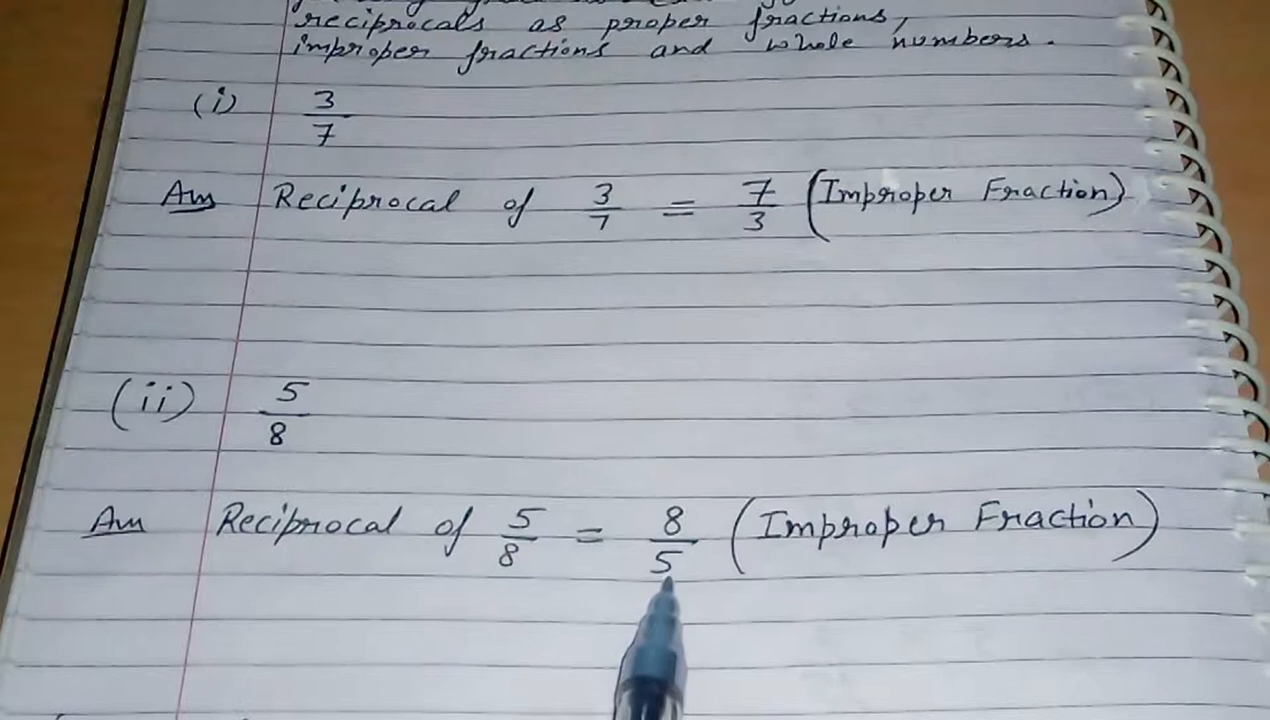 reciprocals as proper fractions,
improper fractions and whole numbers.
(i) 3/7
Ans Reciprocal of 3/7 = 7/3 (Improper Fraction)
(ii) 5/8
Ans Reciprocal of 5/8 = 8/5 (Improper Fraction)